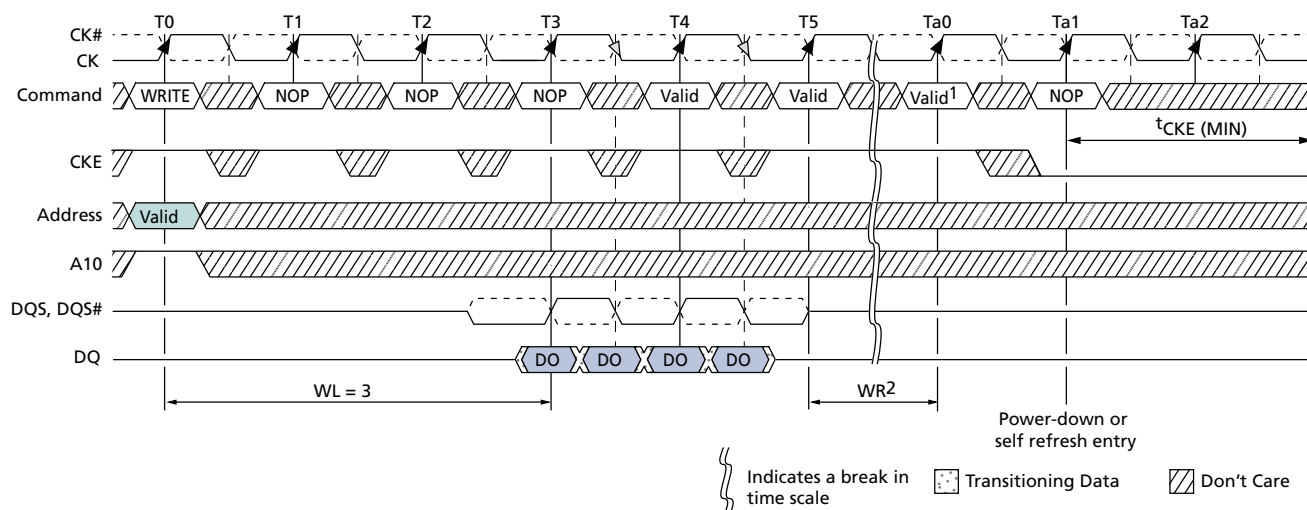 T0 T1 T2 T3 T4 T5 Ta0 Ta1 Ta2
CK#
CK
Command WRITE NOP NOP NOP Valid Valid Valid1 NOP
tCKE (MIN)
CKE
Address Valid
A10
DQS, DQS#
DQ DO DO DO DO
WL = 3 WR2
Power-down or
self refresh entry
Indicates a break in
time scale
Transitioning Data
Don't Care